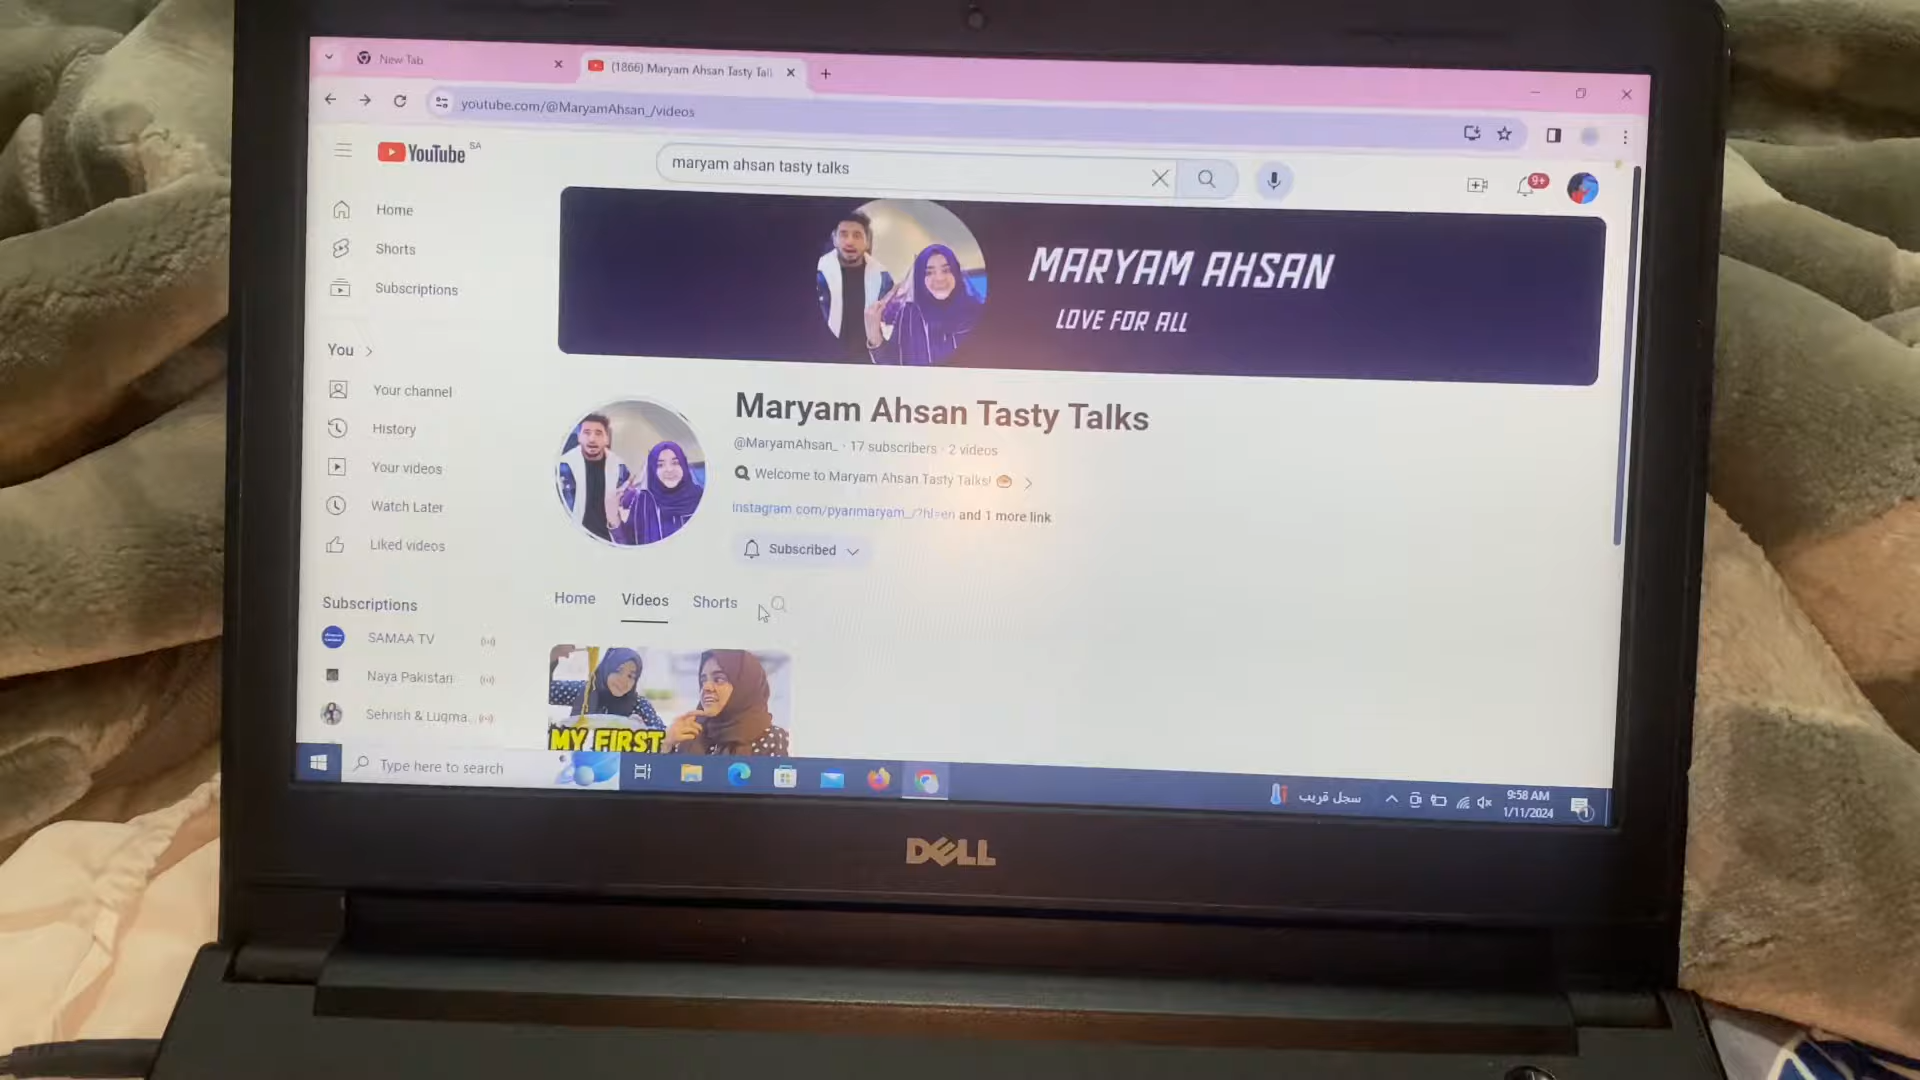 New Tab
(1866) Maryam Ahsan Tasty Tall
youtube.com/@MaryamAhsan_/videos
YouTube SA
maryam ahsan tasty talks
9+
Home
Shorts
Subscriptions
MARYAM AHSAN
LOVE FOR ALL
You
Your channel
History
Your videos
Watch Later
Liked videos
Maryam Ahsan Tasty Talks
@MaryamAhsan_ · 17 subscribers · 2 videos
Welcome to Maryam Ahsan Tasty Talks!
instagram.com/pyarimaryam_/?hl=en and 1 more link
Subscribed
Home Videos Shorts
Subscriptions
SAMAA TV
Naya Pakistan
Sehrish & Luqma...
MY FIRST
Type here to search
سجل قريب
9:58 AM
1/11/2024
1
DELL